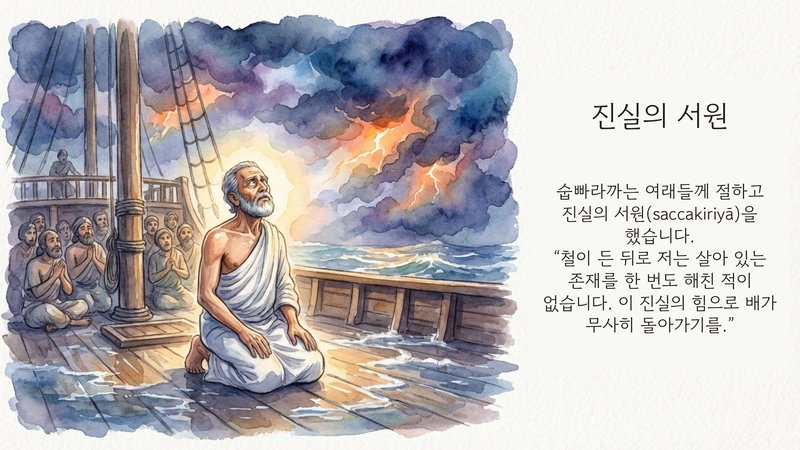 진실의 서원
숩빠라까는 여래들께 절하고
진실의 서원(saccakiriyā)을
했습니다.
“철이 든 뒤로 저는 살아 있는
존재를 한 번도 해친 적이
없습니다. 이 진실의 힘으로 배가
무사히 돌아가기를.”